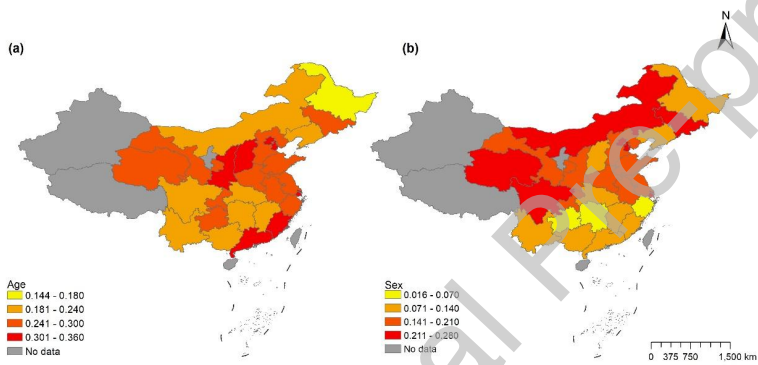 (a)
(b)
N
Age
0.144 - 0.180
0.181 - 0.240
0.241 - 0.300
0.301 - 0.360
No data
Sex
0.016 - 0.070
0.071 - 0.140
0.141 - 0.210
0.211 - 0.280
No data
0 375 750 1,500 km
al Pre-p